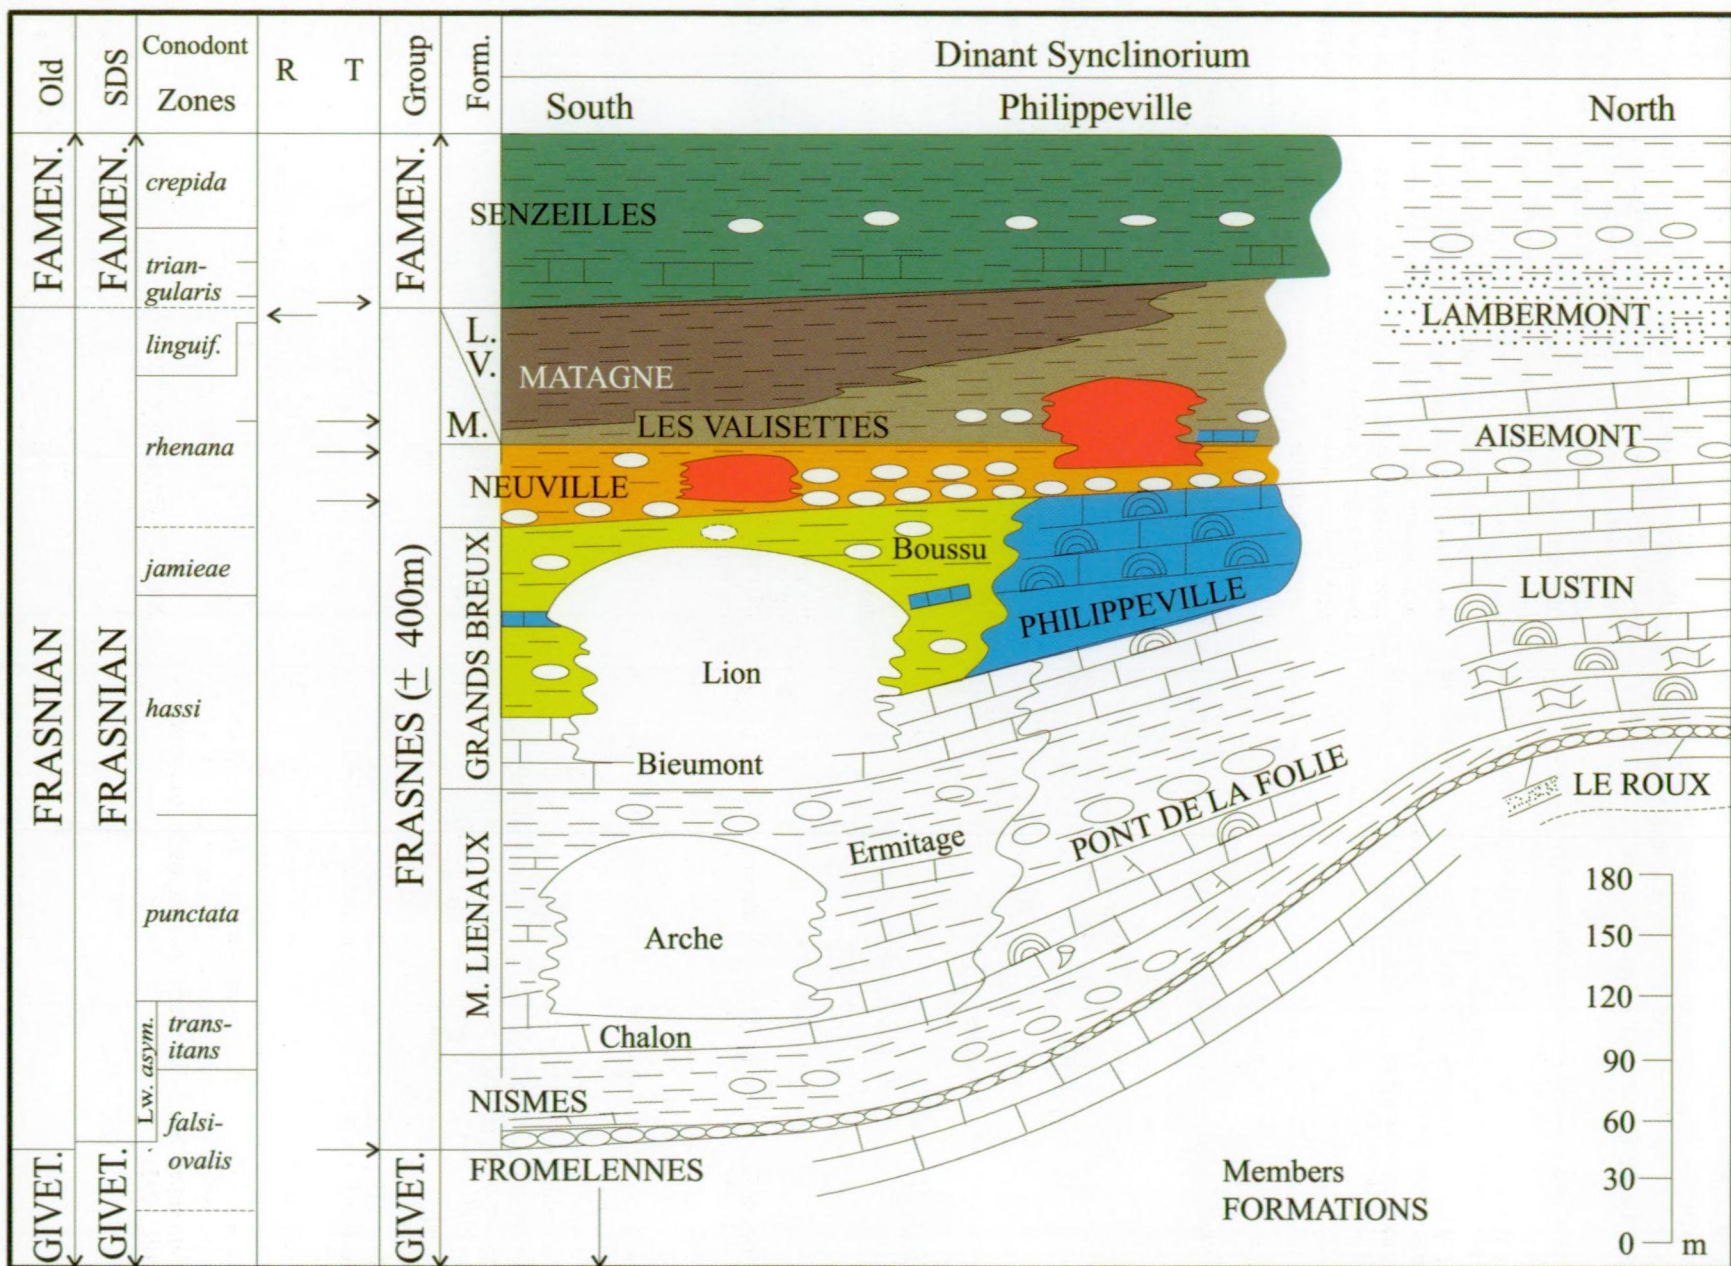 Old
SDS
Conodont
Zones
R T
Group
Form.
Dinant Synclinorium
South
Philippeville
North
FAMEN.
FRASNIAN
GIVET.
FAMEN.
FRASNIAN
GIVET.
crepida
trian-
gularis
linguif.
rhenana
jamieae
hassi
punctata
Lw. asym.
trans-
itans
falsi-
ovalis
FAMEN.
FRASNES (± 400m)
GIVET.
L.
V.
M.
GRANDS BREUX
M. LIENAUX
SENZEILLES
MATAGNE
LES VALISETTES
NEUVILLE
Boussu
PHILIPPEVILLE
Lion
Bieumont
Ermitage
PONT DE LA FOLIE
Arche
Chalon
NISMES
FROMELENNES
LAMBERMONT
AISEMONT
LUSTIN
LE ROUX
Members
FORMATIONS
180
150
120
90
60
30
0 m